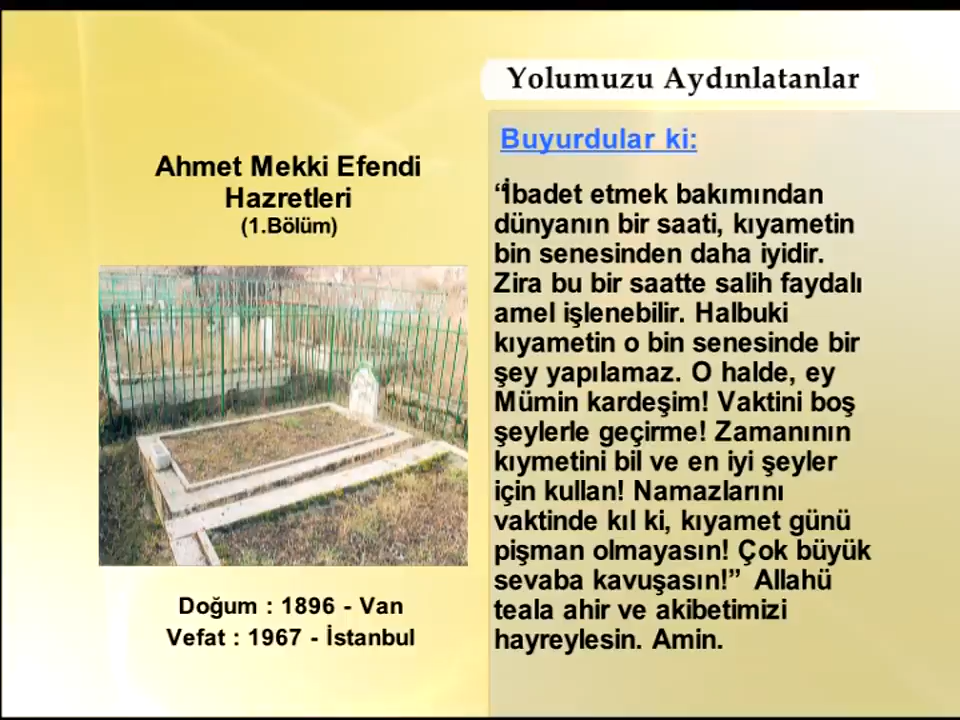 Yolumuzu Aydınlatanlar
Ahmet Mekki Efendi
Hazretleri
(1.Bölüm)
Doğum : 1896 - Van
Vefat : 1967 - İstanbul
Buyurdular ki:
“İbadet etmek bakımından
dünyanın bir saati, kıyametin
bin senesinden daha iyidir.
Zira bu bir saatte salih faydalı
amel işlenebilir. Halbuki
kıyametin o bin senesinde bir
şey yapılamaz. O halde, ey
Mümin kardeşim! Vaktini boş
şeylerle geçirme! Zamanının
kıymetini bil ve en iyi şeyler
için kullan! Namazlarını
vaktinde kıl ki, kıyamet günü
pişman olmayasın! Çok büyük
sevaba kavuşasın!” Allahü
teala ahir ve akibetimizi
hayreylesin. Amin.